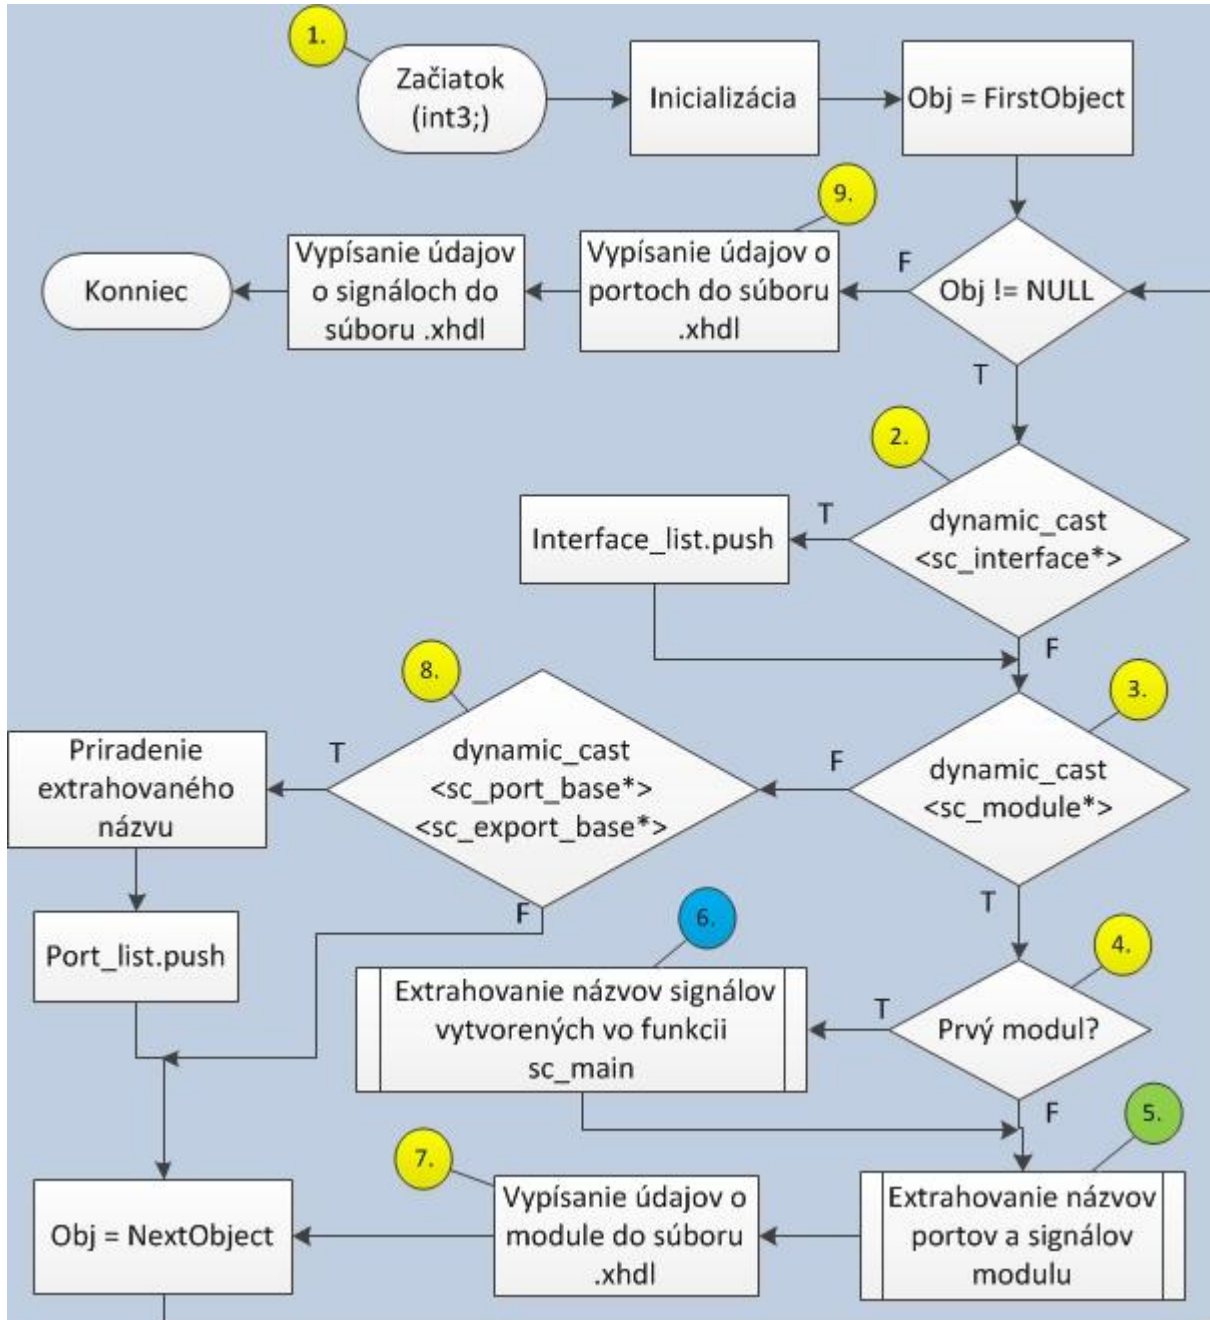 1.
Začiatok
(int3;)
Inicializácia
Obj = FirstObject
9.
Konniec
Vypísanie údajov
o signáloch do
súboru .xhdl
Vypísanie údajov o
portoch do súboru
.xhdl
F
Obj != NULL
T
2.
Interface_list.push
T
dynamic_cast
<sc_interface*>
F
8.
3.
Priradenie
extrahovaného
názvu
T
dynamic_cast
<sc_port_base*>
<sc_export_base*>
F
F
dynamic_cast
<sc_module*>
T
Port_list.push
6.
4.
Extrahovanie názvov signálov
vytvorených vo funkcii
sc_main
T
Prvý modul?
F
5.
7.
Obj = NextObject
Vypísanie údajov o
module do súboru
.xhdl
Extrahovanie názvov
portov a signálov
modulu